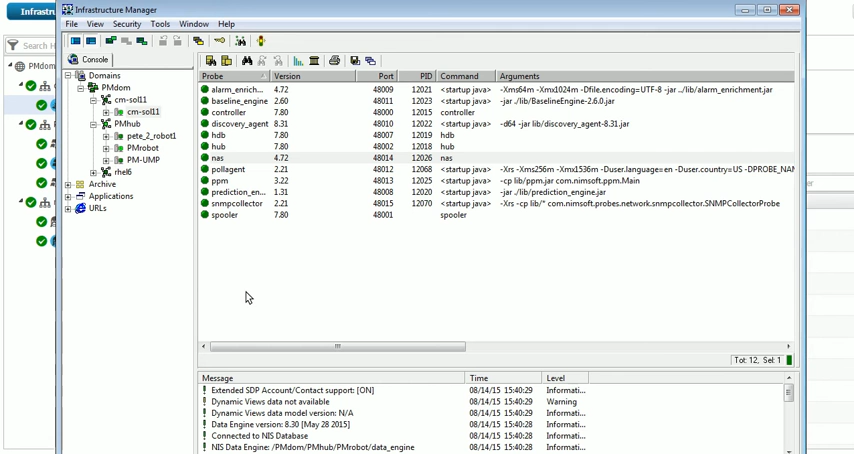 Infrastru
Infrastructure Manager
File Edit View Security Tools Window Help
Search H
Console
PMdom
Domains
PMdom
cm-sol11
cm-sol11
PMhub
pete_2_robot1
PMrobot
PM-UMP
rhel6
Archive
Applications
URLs
Probe Version Port PID Command Arguments
alarm_enrich... 4.72 48009 12021 <startup java> -Xms64m -Xmx1024m -Dfile.encoding=UTF-8 -jar ../lib/alarm_enrichment.jar
baseline_engine 2.60 48011 12023 <startup java> -jar ./lib/BaselineEngine-2.6.0.jar
controller 7.80 48000 12015 controller
discovery_agent 8.31 48010 12022 <startup java> -d64 -jar lib/discovery_agent-8.31.jar
hdb 7.80 48007 12019 hdb
hub 7.80 48002 12018 hub
nas 4.72 48014 12026 nas
pollagent 2.21 48012 12068 <startup java> -Xrs -Xms256m -Xmx1536m -Duser.language=en -Duser.country=US -DPROBE_NAM
ppm 3.22 48013 12025 <startup java> -cp lib/ppm.jar com.nimsoft.ppm.Main
prediction_en... 1.31 48008 12020 <startup java> -jar ./lib/prediction_engine.jar
snmpcollector 2.21 48015 12070 <startup java> -Xrs -cp lib/* com.nimsoft.probes.network.snmpcollector.SNMPCollectorProbe
spooler 7.80 48001 spooler
Tot: 12, Sel: 1
Message Time Level
Extended SDP Account/Contact support: [ON] 08/14/15 15:40:29 Informati...
Dynamic Views data not available 08/14/15 15:40:29 Warning
Dynamic Views data model version: N/A 08/14/15 15:40:29 Informati...
Data Engine version: 8.30 [May 28 2015] 08/14/15 15:40:28 Informati...
Connected to NIS Database 08/14/15 15:40:28 Informati...
NIS Data Engine: /PMdom/PMhub/PMrobot/data_engine 08/14/15 15:40:28 Informati...